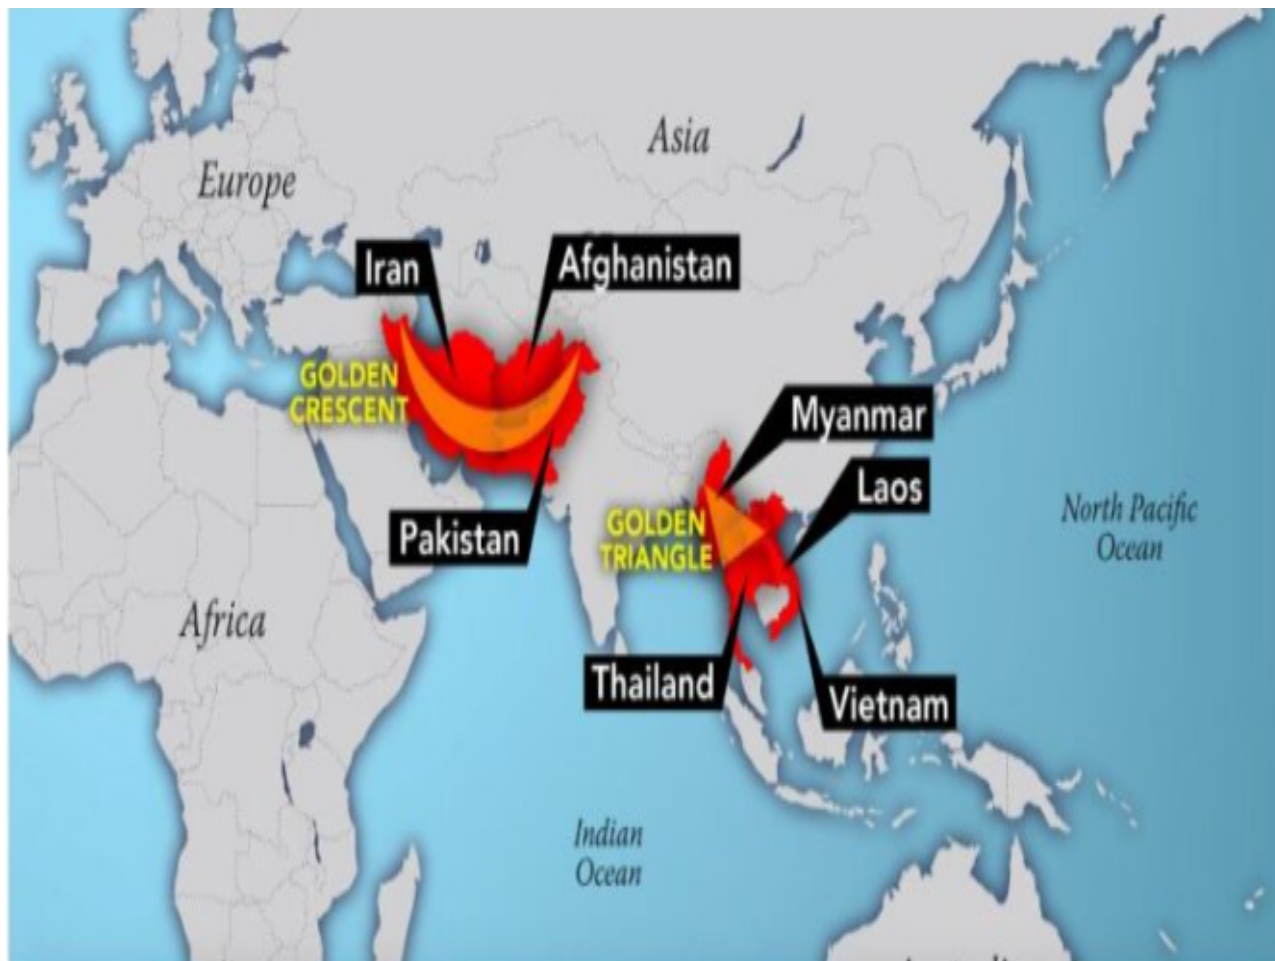 Asia
Europe
Iran
Afghanistan
GOLDEN
CRESCENT
Myanmar
Laos
North Pacific
Ocean
Pakistan
GOLDEN
TRIANGLE
Africa
Thailand
Vietnam
Indian
Ocean